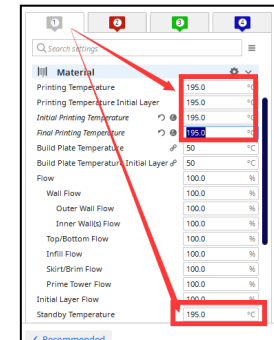 1 2 3 4
Search settings
Material
Printing Temperature 195.0 °C
Printing Temperature Initial Layer 195.0 °C
Initial Printing Temperature 195.0 °C
Final Printing Temperature 195.0 °C
Build Plate Temperature 50 °C
Build Plate Temperature Initial Layer 50 °C
Flow 100.0 %
Wall Flow 100.0 %
Outer Wall Flow 100.0 %
Inner Wall(s) Flow 100.0 %
Top/Bottom Flow 100.0 %
Infill Flow 100.0 %
Skirt/Brim Flow 100.0 %
Prime Tower Flow 100.0 %
Initial Layer Flow 100.0 %
Standby Temperature 195.0 °C
Recommended